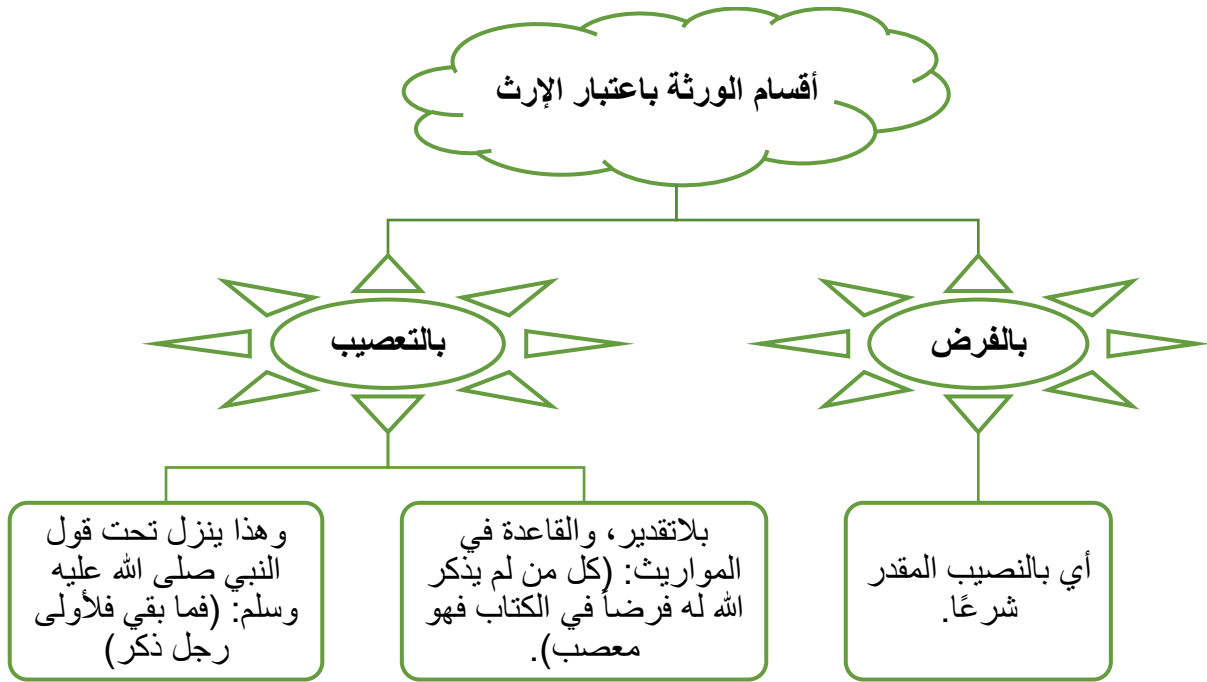 أقسام الورثة باعتبار الإرث
بالفرض
بالتعصيب
أي بالنصيب المقدر
شرعًا.
بلاتقدير، والقاعدة في
المواريث: (كل من لم يذكر
الله له فرضاً في الكتاب فهو
معصب).
وهذا ينزل تحت قول
النبي صلى الله عليه
وسلم: (فما بقي فلأولى
رجل ذكر)